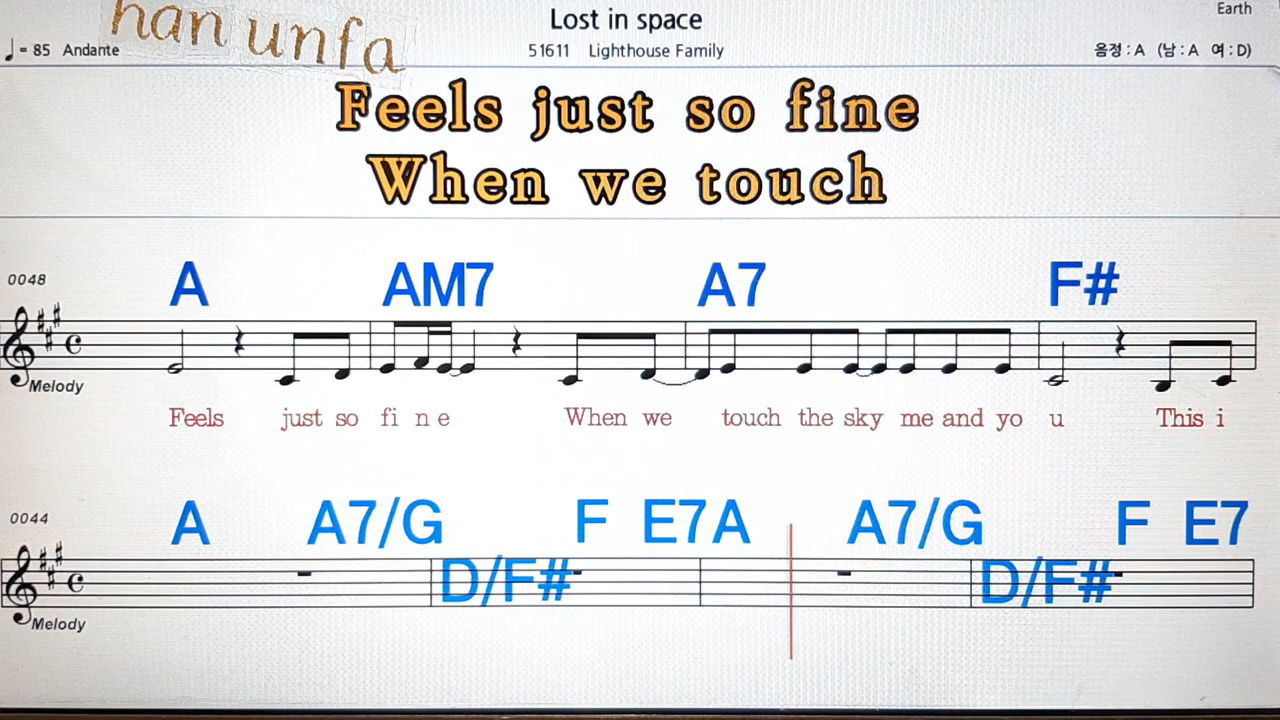 han unfa
Lost in space
Earth
♩= 85 Andante
51611 Lighthouse Family
음정 : A (남 : A 여 : D)
Feels just so fine
When we touch
0048
A AM7 A7 F#
Melody
Feels just so fi n e When we touch the sky me and yo u This i
0044
A A7/G F E7 A A7/G F E7
D/F# D/F#
Melody